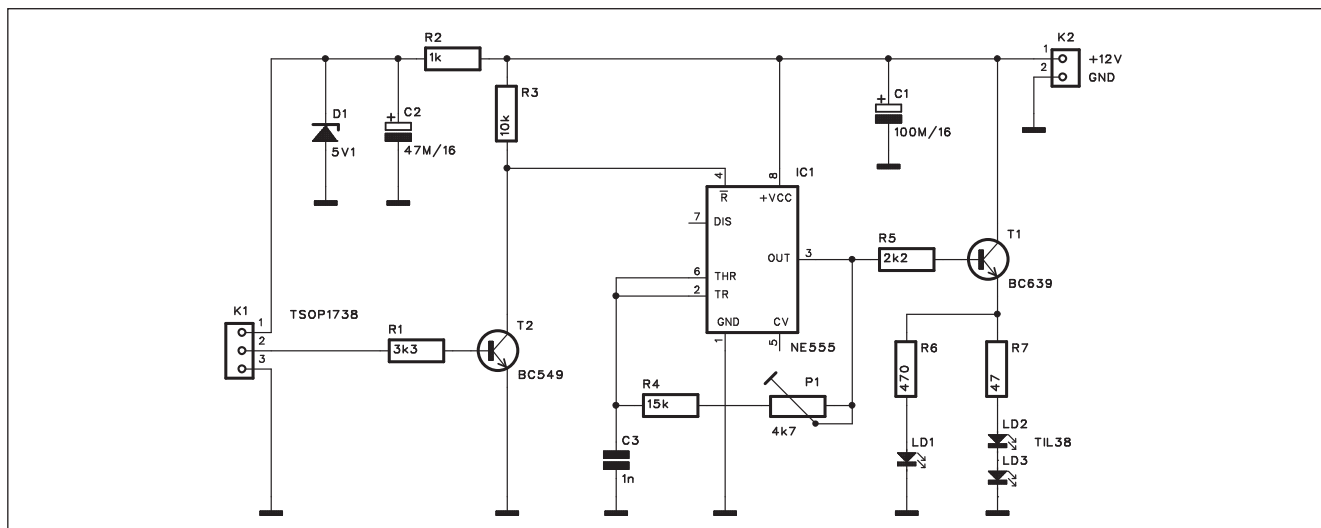 R2
1k
R3
10k
D1
5V1
C2
+
47M/16
C1
+
100M/16
K2
1
2
+12V
GND
IC1
4
8
R
+VCC
7
DIS
6
THR
2
TR
OUT
3
GND
CV
1
5
NE555
R5
2k2
T1
BC639
K1
TSOP1738
1
2
3
R1
3k3
T2
BC549
R4
15k
P1
4k7
C3
1n
R6
470
R7
47
LD1
LD2
TIL38
LD3